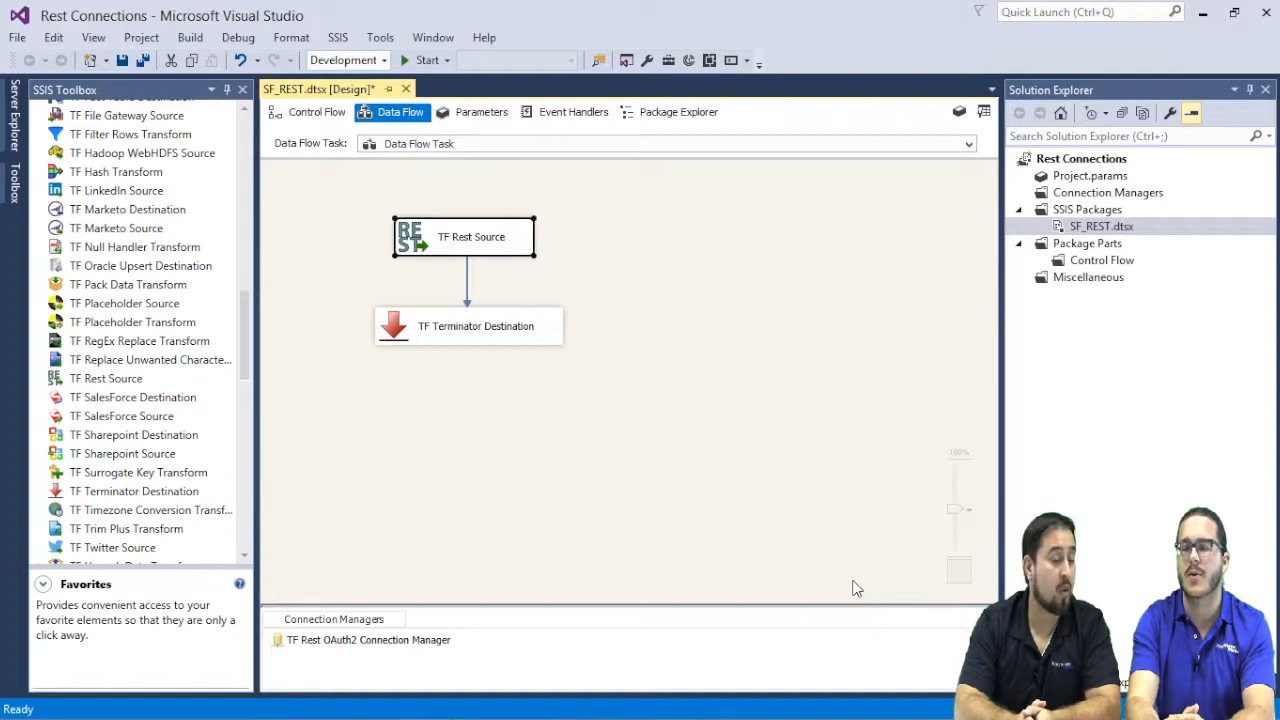 Rest Connections - Microsoft Visual Studio
Quick Launch (Ctrl+Q)
File Edit View Project Build Debug Format SSIS Tools Window Help
Development Start
Server Explorer
Toolbox
SSIS Toolbox
TF File Gateway Source
TF Filter Rows Transform
TF Hadoop WebHDFS Source
TF Hash Transform
TF LinkedIn Source
TF Marketo Destination
TF Marketo Source
TF Null Handler Transform
TF Oracle Upsert Destination
TF Pack Data Transform
TF Placeholder Source
TF Placeholder Transform
TF RegEx Replace Transform
TF Replace Unwanted Characte...
TF Rest Source
TF SalesForce Destination
TF SalesForce Source
TF Sharepoint Destination
TF Sharepoint Source
TF Surrogate Key Transform
TF Terminator Destination
TF Timezone Conversion Transf...
TF Trim Plus Transform
TF Twitter Source
Favorites
Provides convenient access to your
favorite elements so that they are only a
click away.
SF_REST.dtsx [Design]*
Control Flow Data Flow Parameters Event Handlers Package Explorer
Data Flow Task: Data Flow Task
REST TF Rest Source
TF Terminator Destination
100%
Connection Managers
TF Rest OAuth2 Connection Manager
Solution Explorer
Search Solution Explorer (Ctrl+;)
Rest Connections
Project.params
Connection Managers
SSIS Packages
SF_REST.dtsx
Package Parts
Control Flow
Miscellaneous
Ready